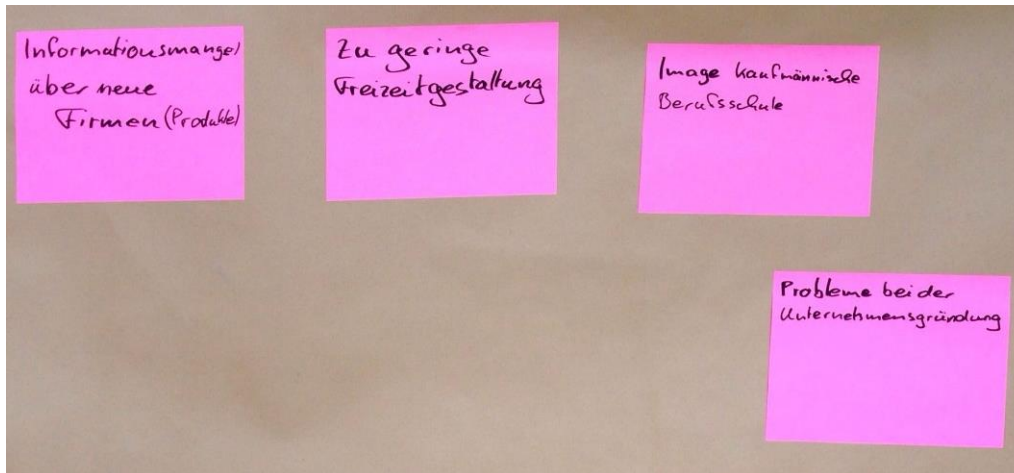 Informationsmangel
über neue
Firmen (Produkte)
Zu geringe
Freizeitgestaltung
Image kaufmännische
Berufsschule
Probleme bei der
Unternehmensgründung